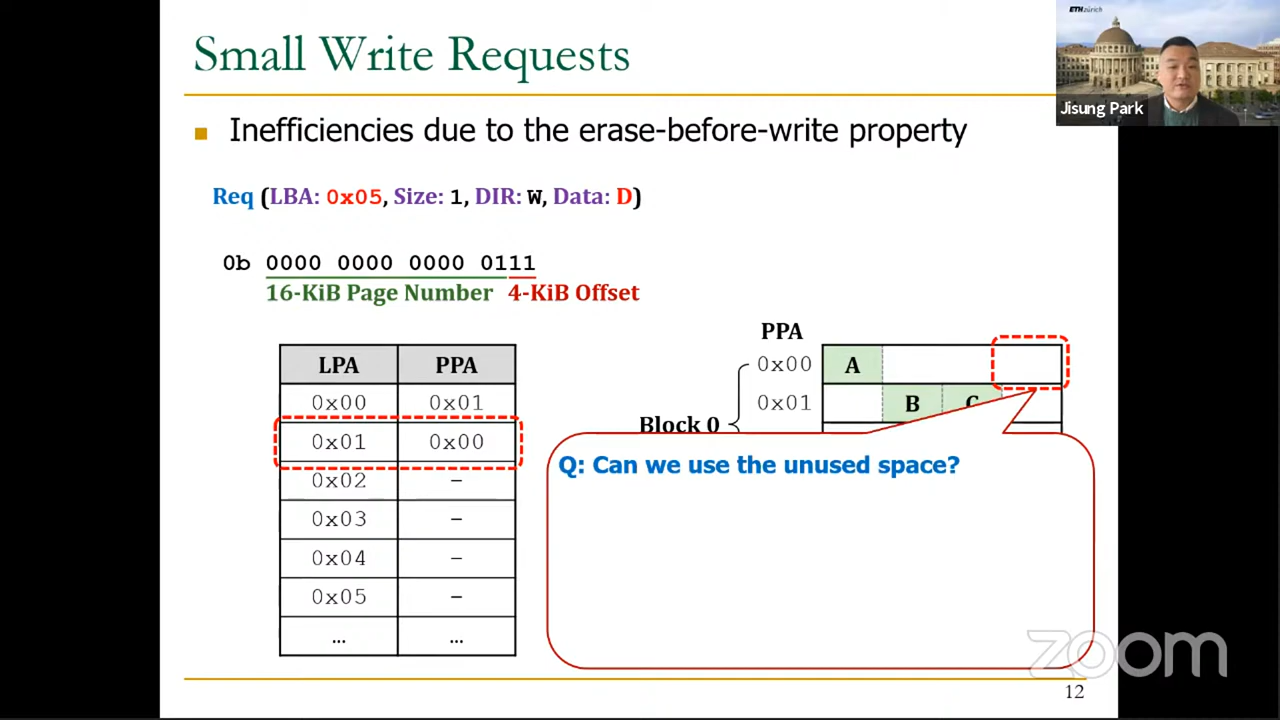 Small Write Requests
ETH zürich
Jisung Park
Inefficiencies due to the erase-before-write property
Req (LBA: 0x05, Size: 1, DIR: W, Data: D)
0b 0000 0000 0000 0111
16-KiB Page Number 4-KiB Offset
LPA PPA
0x00 0x01
0x01 0x00
0x02 –
0x03 –
0x04 –
0x05 –
... ...
PPA
0x00 A
0x01 B C
Block 0
Q: Can we use the unused space?
zoom
12